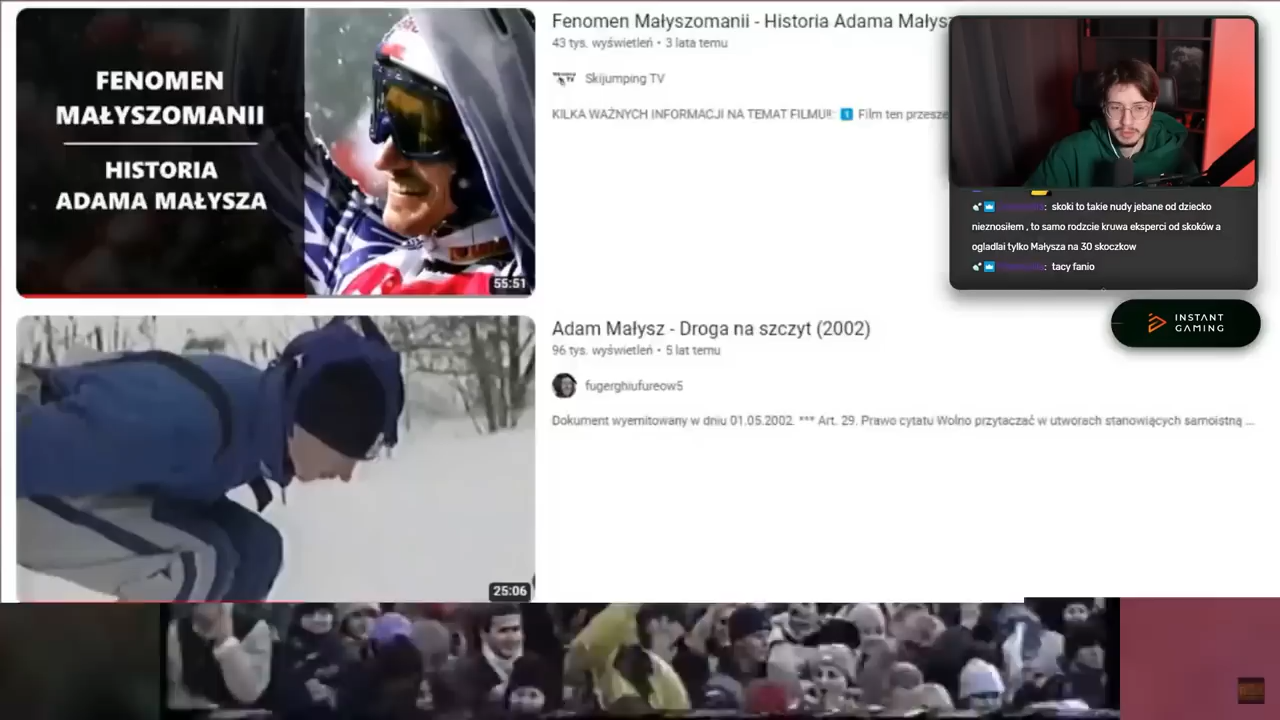 FENOMEN
MAŁYSZOMANII
HISTORIA
ADAMA MAŁYSZA
55:51
Fenomen Małyszomanii - Historia Adama Małysz
43 tys. wyświetleń • 3 lata temu
Skijumping TV
KILKA WAŻNYCH INFORMACJI NA TEMAT FILMU!!: 1 Film ten przesze
: skoki to takie nudy jebane od dziecko
nieznosiłem , to samo rodzcie kruwa eksperci od skoków a
ogladlai tylko Małysza na 30 skoczkow
: tacy fanio
INSTANT
GAMING
25:06
Adam Małysz - Droga na szczyt (2002)
96 tys. wyświetleń • 5 lat temu
fugerghiufureow5
Dokument wyemitowany w dniu 01.05.2002. *** Art. 29. Prawo cytatu Wolno przytaczać w utworach stanowiących samoistną ...